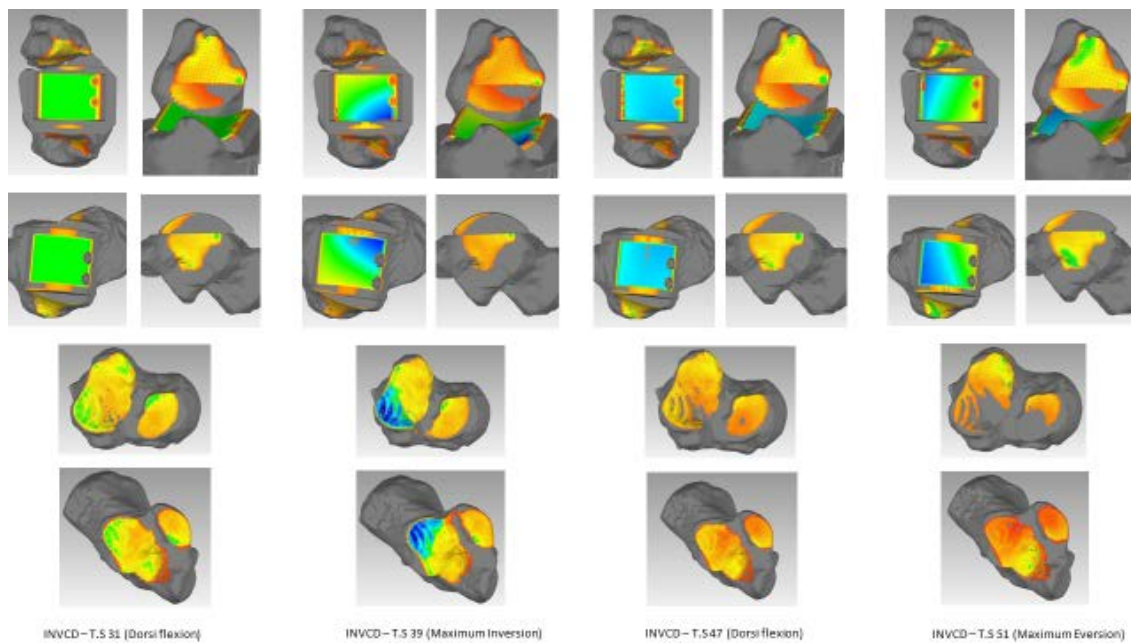 INVCD – T.S 31 (Dorsi flexion)
INVCD – T.S 39 (Maximum Inversion)
INVCD – T.S 47 (Dorsi flexion)
INVCD – T.S 51 (Maximum Eversion)